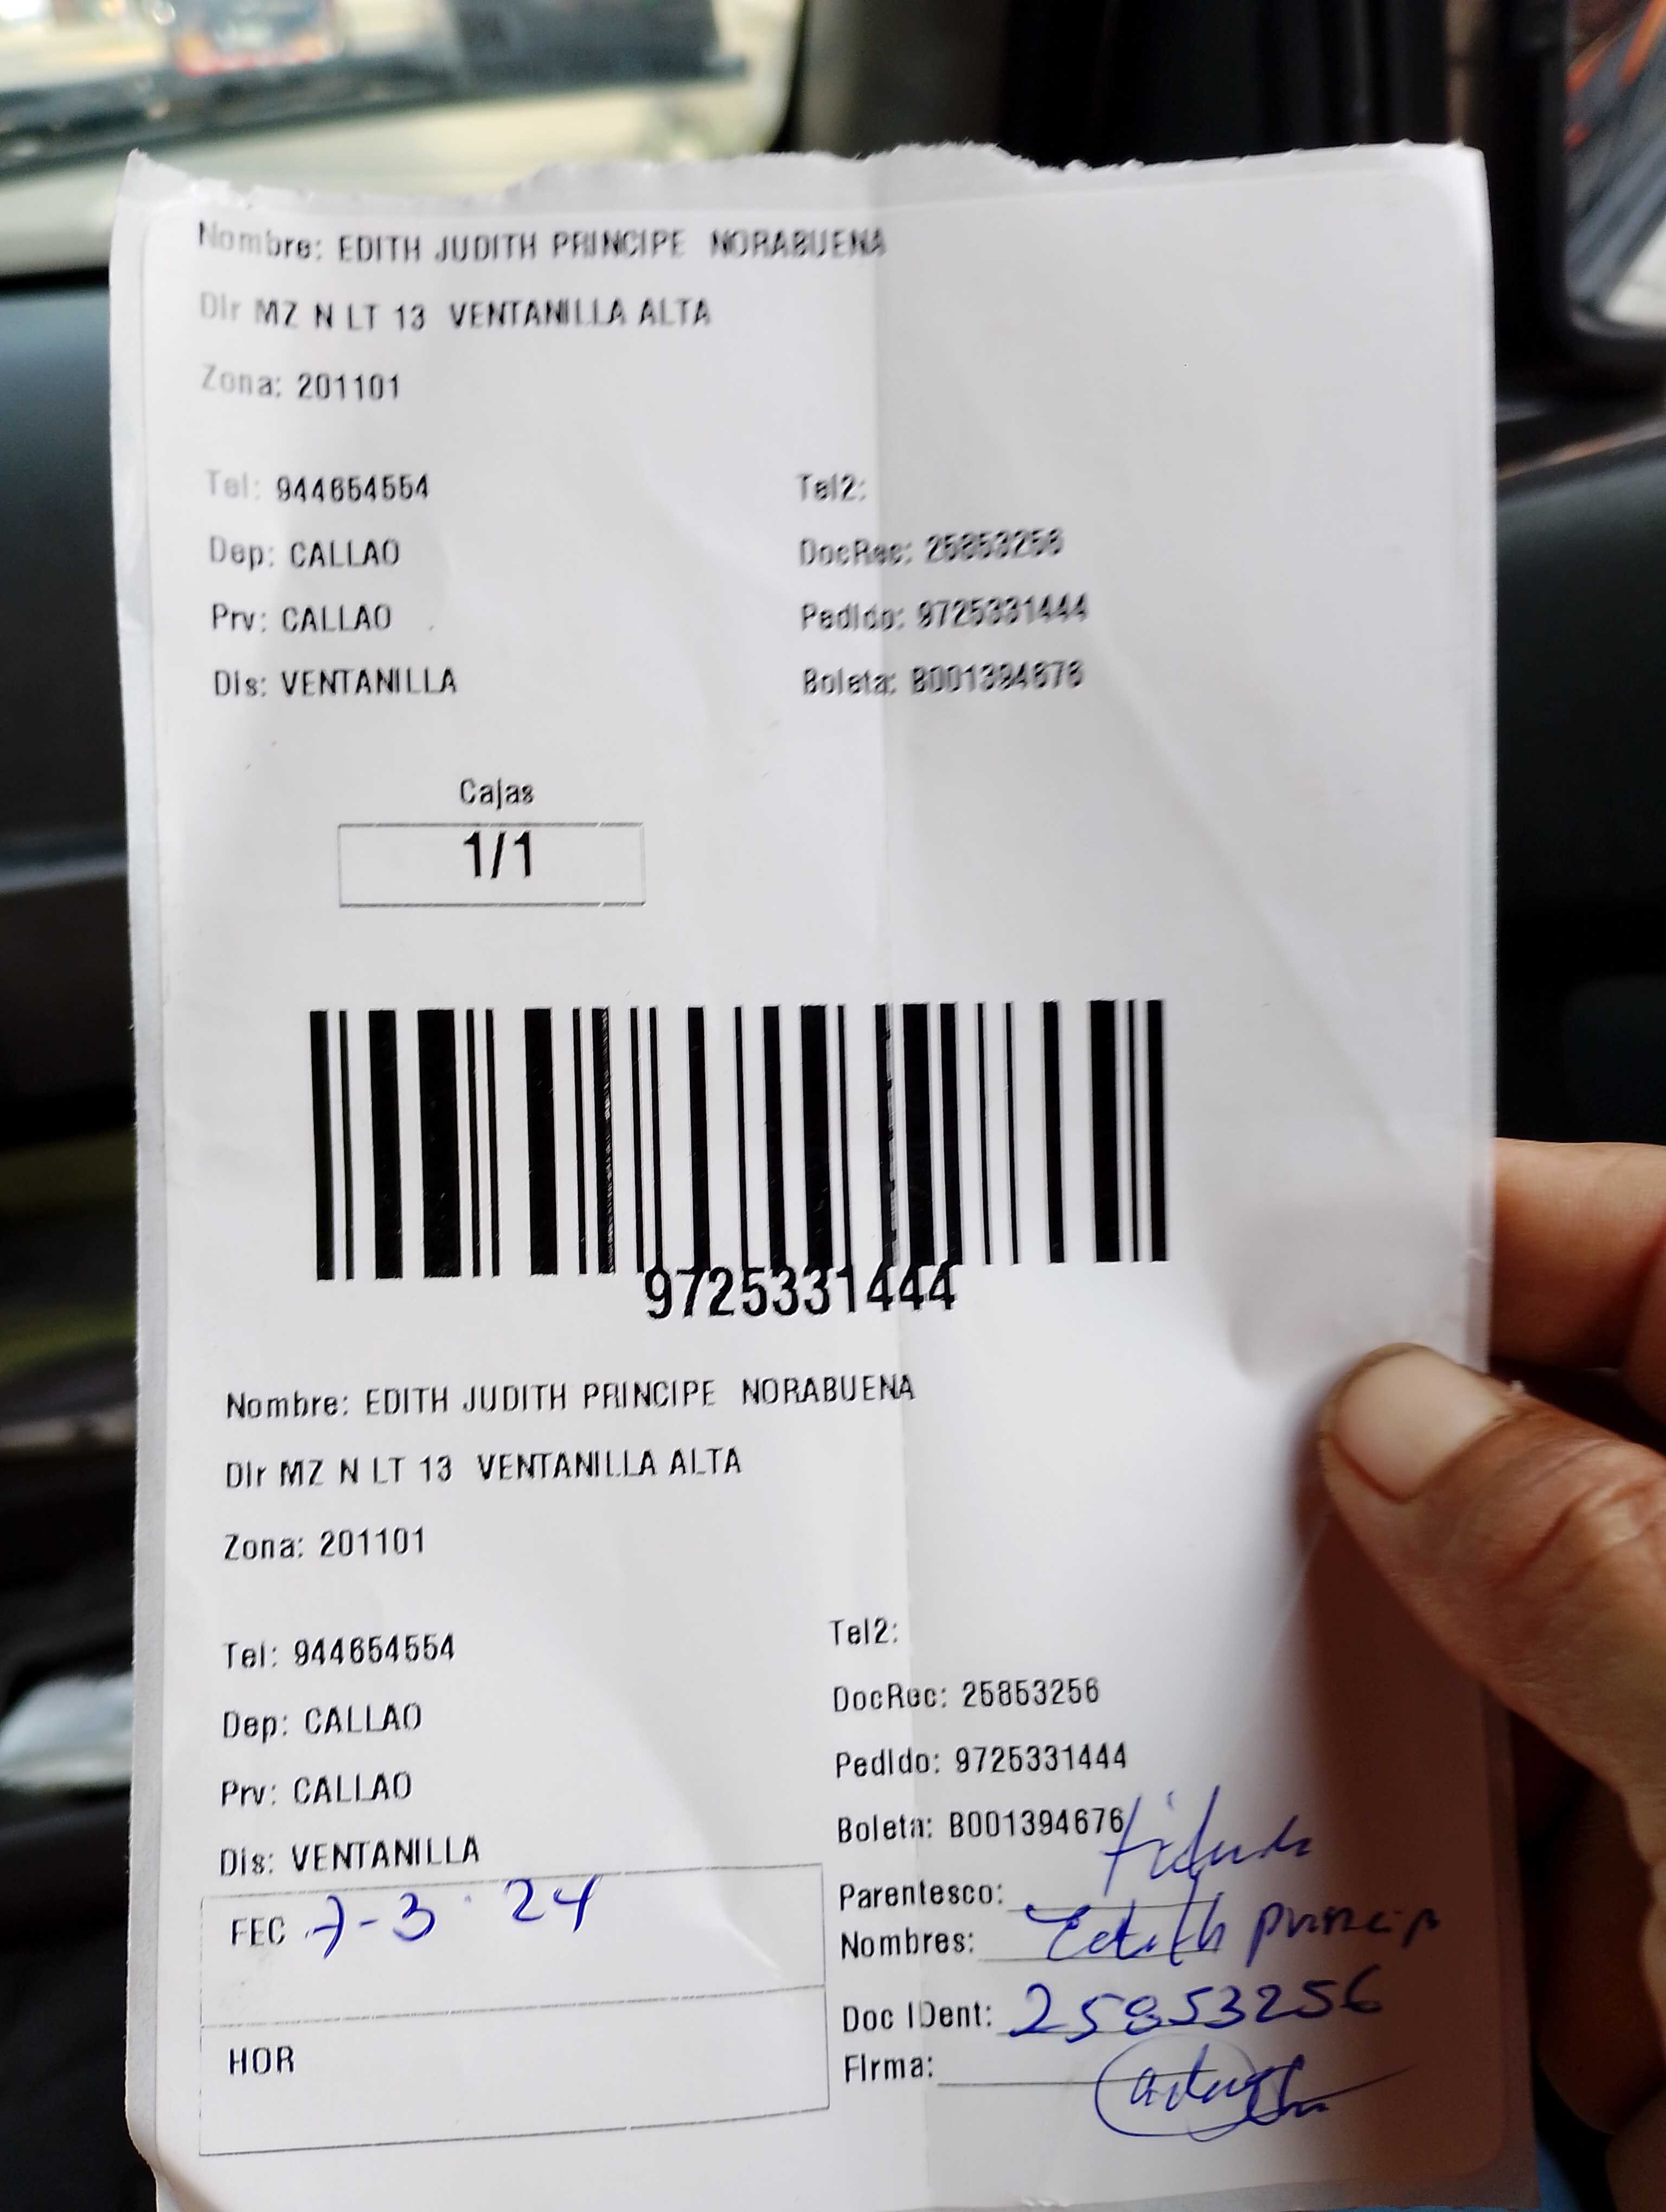 Nombre: EDITH JUDITH PRINCIPE NORABUENA
Dir MZ N LT 13 VENTANILLA ALTA
Zona: 201101
Tel: 944654554
Tel2:
Dep: CALLAO
DocRec: 25853256
Prv: CALLAO
Pedido: 9725331444
Dis: VENTANILLA
Boleta: B001394676
Cajas
1/1
9725331444
Nombre: EDITH JUDITH PRINCIPE NORABUENA
Dir MZ N LT 13 VENTANILLA ALTA
Zona: 201101
Tel: 944654554
Tel2:
Dep: CALLAO
DocRec: 25853256
Prv: CALLAO
Pedido: 9725331444
Dis: VENTANILLA
Boleta: B001394676
FEC 7-3-24
Parentesco: titular
Nombres: Edith Princip
Doc IDent: 25853256
HOR
Firma: